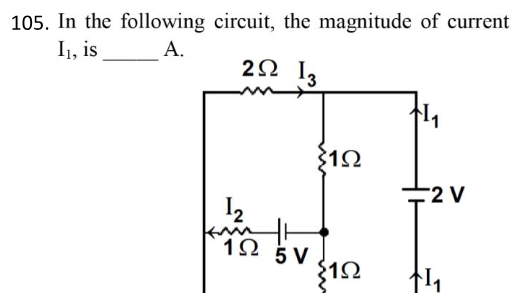 105. In the following circuit, the magnitude of current
I₁, is _____ A.
2Ω I₃
I₁
1Ω
2 V
I₂
1Ω 5 V
1Ω
I₁